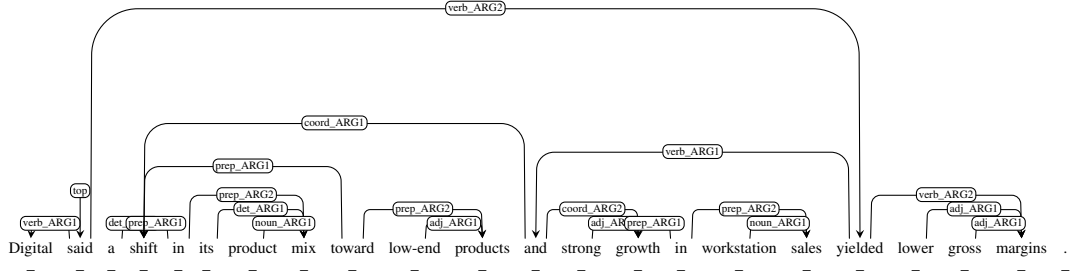 verb_ARG2
coord_ARG1
verb_ARG1
prep_ARG1
top
prep_ARG2
verb_ARG2
det_ARG1
prep_ARG2
coord_ARG2
prep_ARG2
adj_ARG1
verb_ARG1
prep_ARG1
noun_ARG1
adj_ARG1
prep_ARG1
noun_ARG1
adj_ARG1
Digital said a shift in its product mix toward low-end products and strong growth in workstation sales yielded lower gross margins .
_ _ _ _ _ _ _ _ _ _ _ _ _ _ _ _ _ _ _ _ _ _